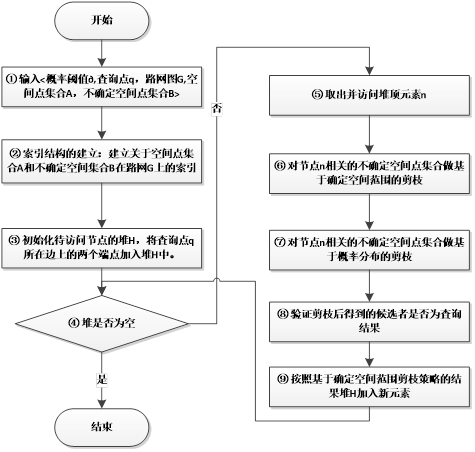 开始
①输入<概率阈值∂,查询点q，路网图G,空
间点集合A，不确定空间点集合B>
②索引结构的建立：建立关于空间点集
合A和不确定空间集合B在路网G上的索引
③初始化待访问节点的堆H，将查询点q
所在边上的两个端点加入堆H中。
④堆是否为空
是
结束
否
⑤取出并访问堆顶元素n
⑥对节点n相关的不确定空间点集合做基
于确定空间范围的剪枝
⑦对节点n相关的不确定空间点集合做基
于概率分布的剪枝
⑧验证剪枝后得到的候选者是否为查询
结果
⑨按照基于确定空间范围剪枝策略的结
果堆H加入新元素